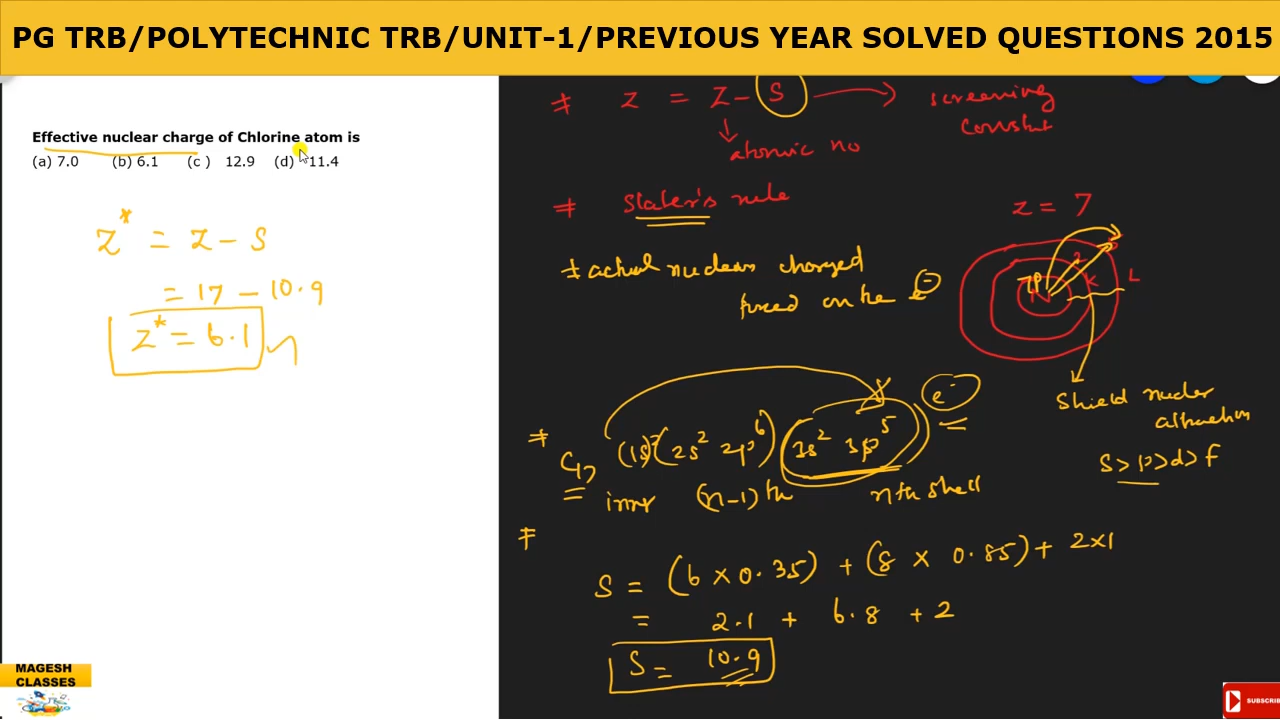 PG TRB/POLYTECHNIC TRB/UNIT-1/PREVIOUS YEAR SOLVED QUESTIONS 2015
Effective nuclear charge of Chlorine atom is
(a) 7.0 (b) 6.1 (c ) 12.9 (d) 11.4
Z* = Z - S
= 17 - 10.9
Z* = 6.1
Z = Z - S → screening constant
atomic no
Slater's rule
Z = 7
actual nuclear charged
forced on the e-
7P
K
L
Shield nuclear
attraction
S > P > d > f
e-
(1s)² (2s² 2p⁶) (3s² 3p⁵)
inner (n-1)th nth shell
S = (6 × 0.35) + (8 × 0.85) + 2×1
= 2.1 + 6.8 + 2
S = 10.9
MAGESH
CLASSES
SUBSCRIB